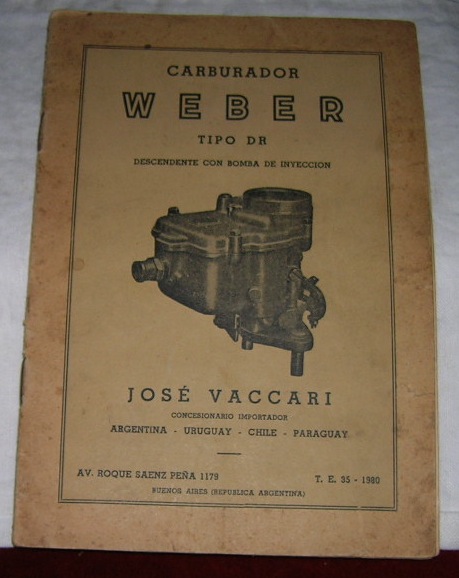 CARBURADOR
WEBER
TIPO DR
DESCENDENTE CON BOMBA DE INYECCION
JOSÉ VACCARI
CONCESIONARIO IMPORTADOR
ARGENTINA - URUGUAY - CHILE - PARAGUAY
AV. ROQUE SAENZ PEÑA 1179 T. E. 35 - 1980
BUENOS AIRES (REPUBLICA ARGENTINA)